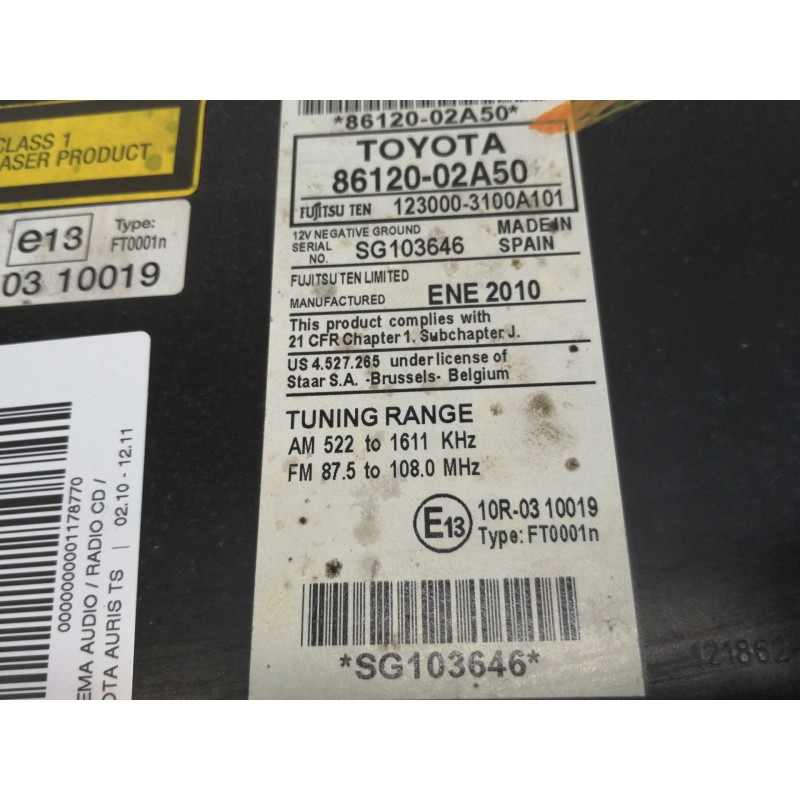 CLASS 1
LASER PRODUCT
e13
Type:
FT0001n
03 10019
*86120-02A50*
TOYOTA
86120-02A50
FUJITSU TEN 123000-3100A101
12V NEGATIVE GROUND
SERIAL NO. SG103646
MADE IN SPAIN
FUJITSU TEN LIMITED
MANUFACTURED ENE 2010
This product complies with
21 CFR Chapter 1. Subchapter J.
US 4.527.265 under license of
Staar S.A. -Brussels- Belgium
TUNING RANGE
AM 522 to 1611 KHz
FM 87.5 to 108.0 MHz
E13
10R-03 10019
Type: FT0001n
*SG103646*
0000000001178770
EMA AUDIO / RADIO CD /
OTA AURIS TS | 02.10 - 12.11
121862